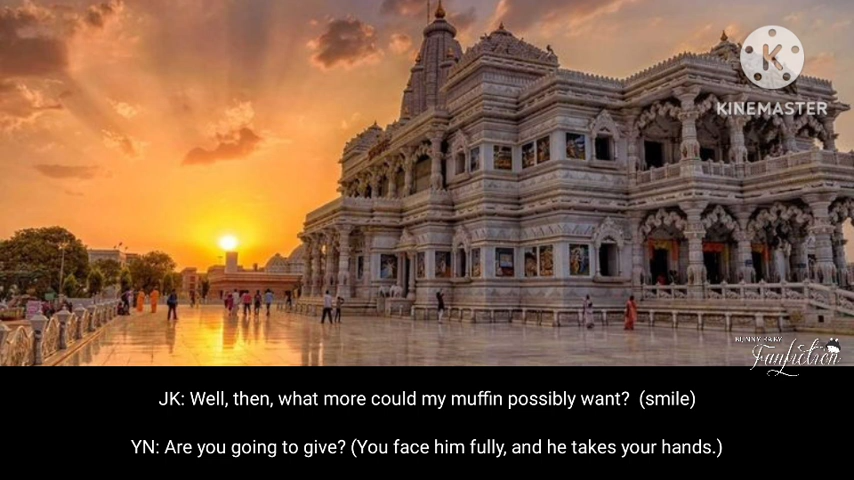 KINEMASTER
Fanfiction
JK: Well, then, what more could my muffin possibly want?  (smile)
YN: Are you going to give? (You face him fully, and he takes your hands.)